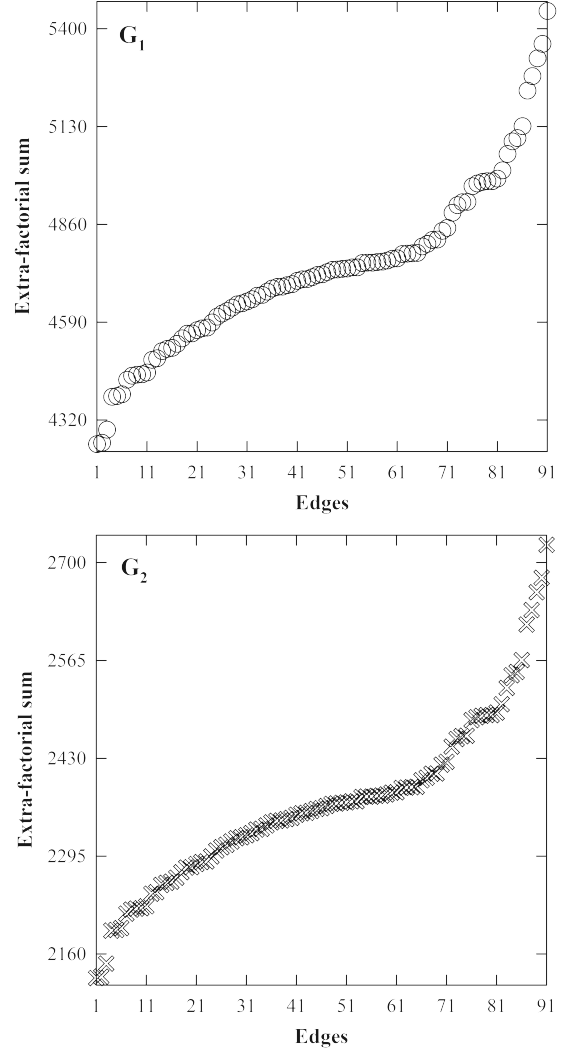 G1
5400
5130
4860
4590
4320
Extra-factorial sum
1 11 21 31 41 51 61 71 81 91
Edges
G2
2700
2565
2430
2295
2160
Extra-factorial sum
1 11 21 31 41 51 61 71 81 91
Edges